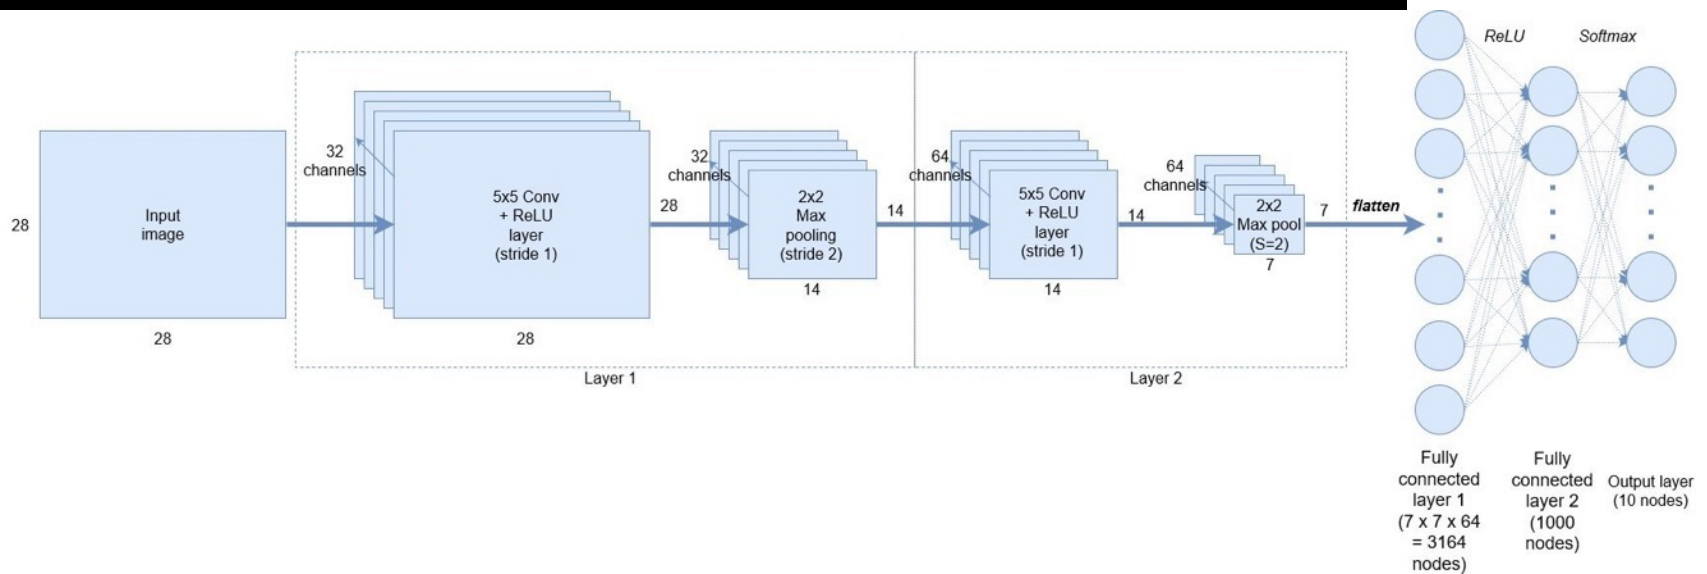 28
Input
image
28
32
channels
5x5 Conv
+ ReLU
layer
(stride 1)
28
28
32
channels
2x2
Max
pooling
(stride 2)
14
14
Layer 1
64
channels
5x5 Conv
+ ReLU
layer
(stride 1)
14
14
64
channels
2x2
Max pool
(S=2)
7
7
Layer 2
flatten
ReLU
Softmax
Fully
connected
layer 1
(7 x 7 x 64
= 3164
nodes)
Fully
connected
layer 2
(1000
nodes)
Output layer
(10 nodes)